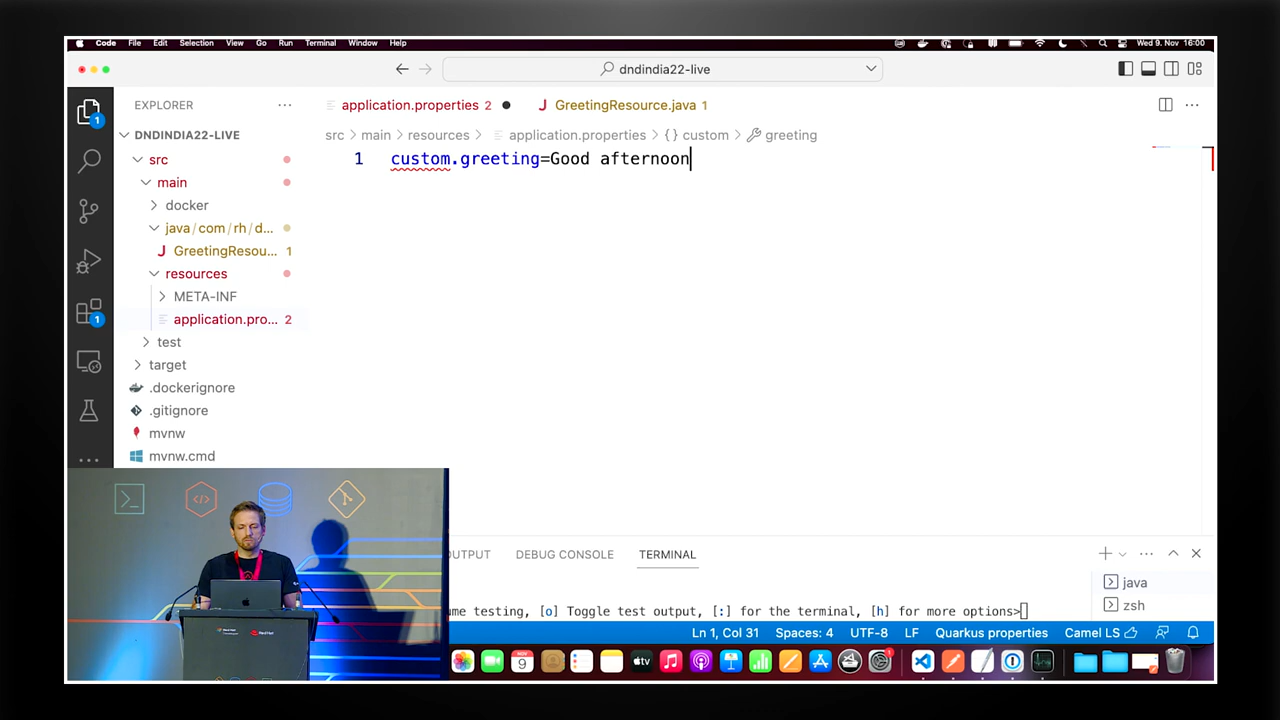 Code File Edit Selection View Go Run Terminal Window Help Wed 9. Nov 16:00
dndindia22-live
EXPLORER
application.properties 2
GreetingResource.java 1
DNDINDIA22-LIVE
src > main > resources > application.properties > {} custom > greeting
1 custom.greeting=Good afternoon
src
main
docker
java/com/rh/d...
GreetingResou... 1
resources
META-INF
application.pro... 2
test
target
.dockerignore
.gitignore
mvnw
mvnw.cmd
OUTPUT DEBUG CONSOLE TERMINAL
java
zsh
ume testing, [o] Toggle test output, [:] for the terminal, [h] for more options>
Ln 1, Col 31 Spaces: 4 UTF-8 LF Quarkus properties Camel LS
tv
Red Hat